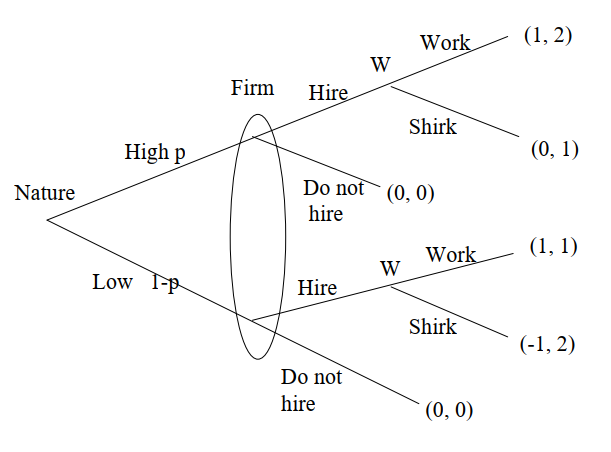 Work
(1, 2)
W
Firm
Hire
Shirk
High p
(0, 1)
Nature
Do not
hire
(0, 0)
Work
(1, 1)
W
Low 1-p
Hire
Shirk
(-1, 2)
Do not
hire
(0, 0)